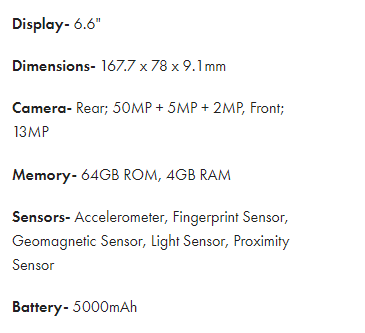 Display- 6.6"
Dimensions- 167.7 x 78 x 9.1mm
Camera- Rear; 50MP + 5MP + 2MP, Front;
13MP
Memory- 64GB ROM, 4GB RAM
Sensors- Accelerometer, Fingerprint Sensor,
Geomagnetic Sensor, Light Sensor, Proximity
Sensor
Battery- 5000mAh